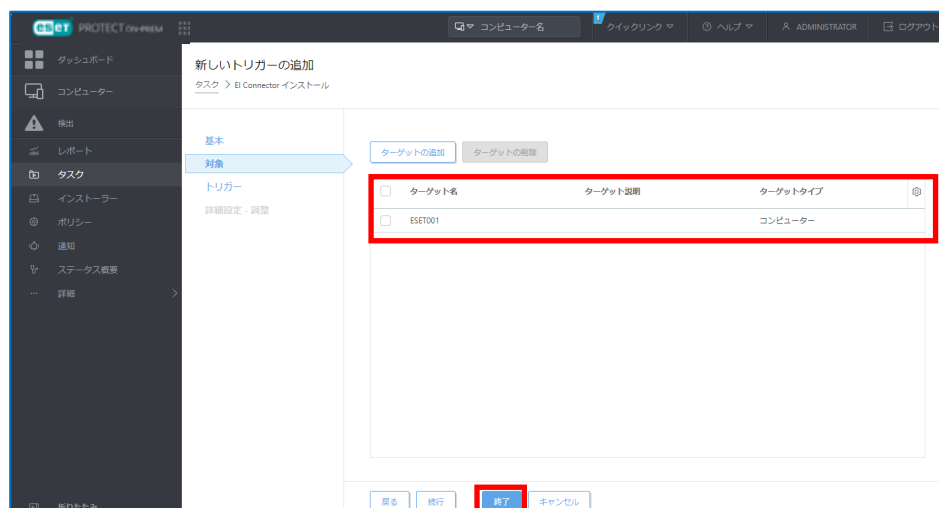 eset PROTECT ON-PREM
コンピューター名
1
クイックリンク
ヘルプ
ADMINISTRATOR
ログアウト
ダッシュボード
コンピューター
検出
レポート
タスク
インストーラー
ポリシー
通知
ステータス概要
詳細
折りたたみ
新しいトリガーの追加
タスク > EI Connector インストール
基本
対象
トリガー
詳細設定 - 調整
ターゲットの追加 ターゲットの削除
ターゲット名 ターゲット説明 ターゲットタイプ
ESET001 コンピューター
戻る 続行 終了 キャンセル